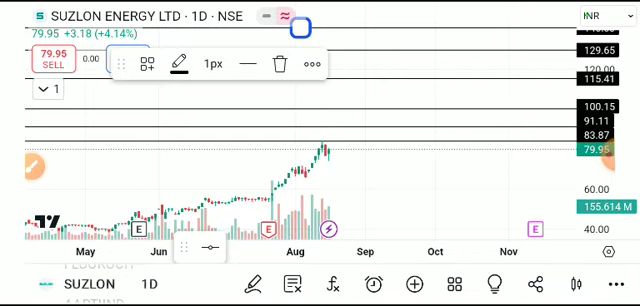 SUZLON ENERGY LTD · 1D · NSE
INR
79.95 +3.18 (+4.14%)
79.95
SELL
0.00
1px
1
129.65
120.00
115.41
100.15
91.11
83.87
79.95
60.00
155.614 M
40.00
E
E
E
May Jun Aug Sep Oct Nov
SUZLON 1D